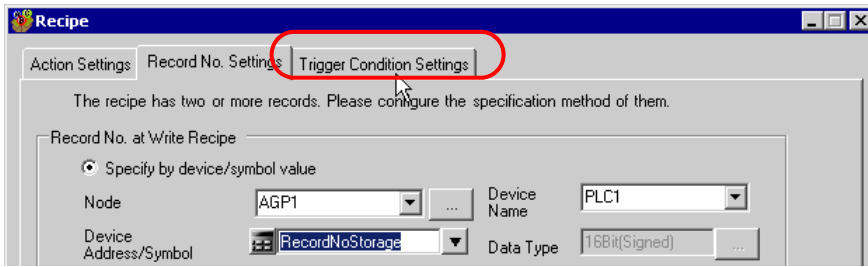 Recipe
Action Settings Record No. Settings Trigger Condition Settings
The recipe has two or more records. Please configure the specification method of them.
Record No. at Write Recipe
Specify by device/symbol value
Node AGP1 ... Device Name PLC1
Device Address/Symbol RecordNoStorage Data Type 16Bit(Signed) ...